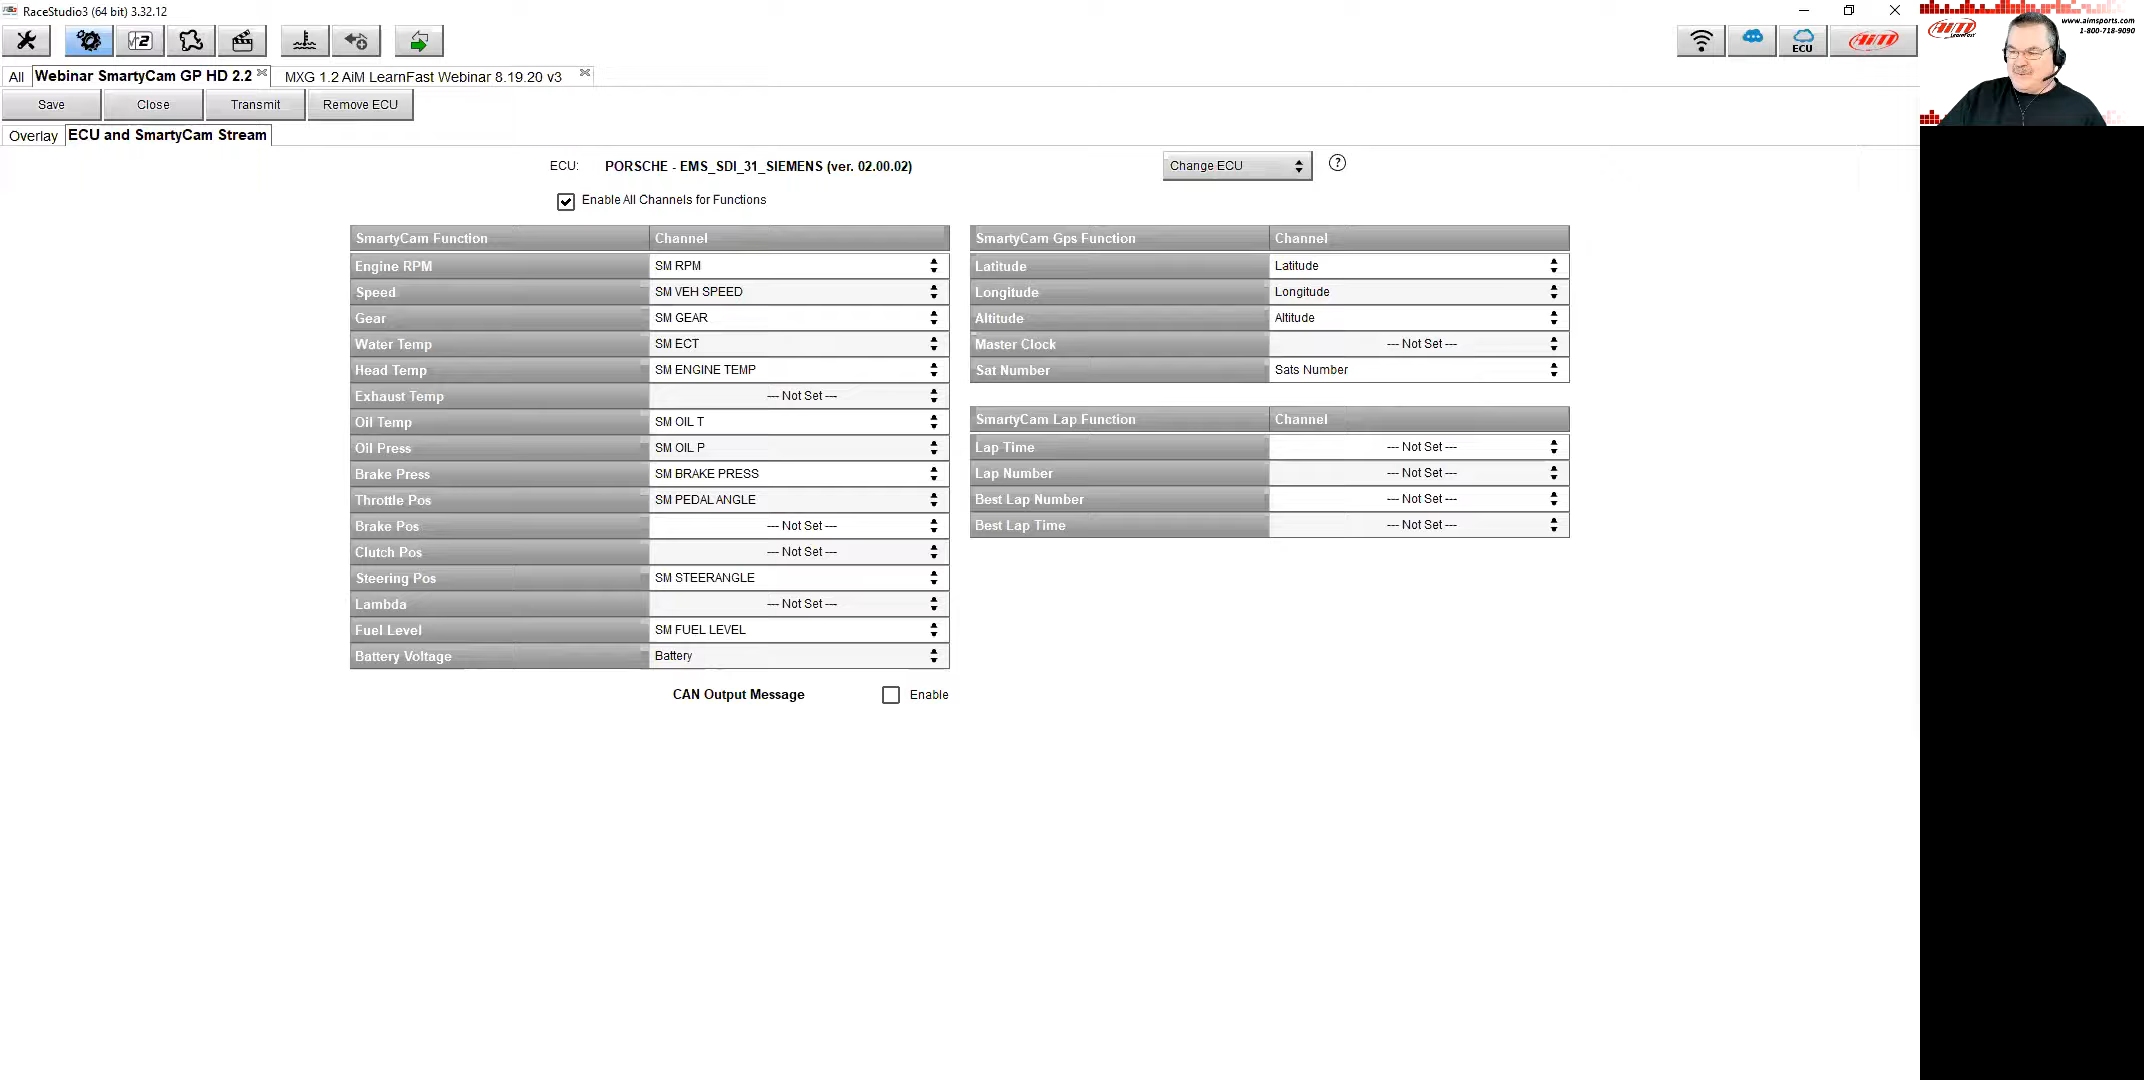 RaceStudio3 (64 bit) 3.32.12
ECU
AiM
AiM
LearnFast
www.aimsports.com
1-800-718-9090
All
Webinar SmartyCam GP HD 2.2
MXG 1.2 AiM LearnFast Webinar 8.19.20 v3
Save
Close
Transmit
Remove ECU
Overlay
ECU and SmartyCam Stream
ECU: PORSCHE - EMS_SDI_31_SIEMENS (ver. 02.00.02)
Change ECU
?
Enable All Channels for Functions
SmartyCam Function Channel
Engine RPM SM RPM
Speed SM VEH SPEED
Gear SM GEAR
Water Temp SM ECT
Head Temp SM ENGINE TEMP
Exhaust Temp --- Not Set ---
Oil Temp SM OIL T
Oil Press SM OIL P
Brake Press SM BRAKE PRESS
Throttle Pos SM PEDAL ANGLE
Brake Pos --- Not Set ---
Clutch Pos --- Not Set ---
Steering Pos SM STEERANGLE
Lambda --- Not Set ---
Fuel Level SM FUEL LEVEL
Battery Voltage Battery
CAN Output Message Enable
SmartyCam Gps Function Channel
Latitude Latitude
Longitude Longitude
Altitude Altitude
Master Clock --- Not Set ---
Sat Number Sats Number
SmartyCam Lap Function Channel
Lap Time --- Not Set ---
Lap Number --- Not Set ---
Best Lap Number --- Not Set ---
Best Lap Time --- Not Set ---